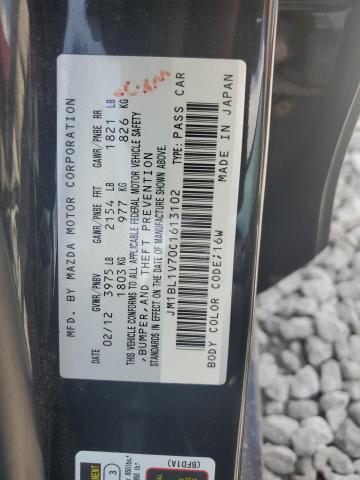 MFD. BY MAZDA MOTOR CORPORATION
DATE GVWR/PNBV GAWR/PNBE FRT GAWR/PNBE RR
02/12 3975 LB 2154 LB 1821 LB
1803 KG 977 KG 826 KG
THIS VEHICLE CONFORMS TO ALL APPLICABLE FEDERAL MOTOR VEHICLE SAFETY
, BUMPER, AND THEFT PREVENTION
STANDARDS IN EFFECT ON THE DATE OF MANUFACTURE SHOWN ABOVE.
JM1BL1V70C1613102 TYPE: PASS CAR
BODY COLOR CODE; 16W MADE IN JAPAN
(BFD1A)
3